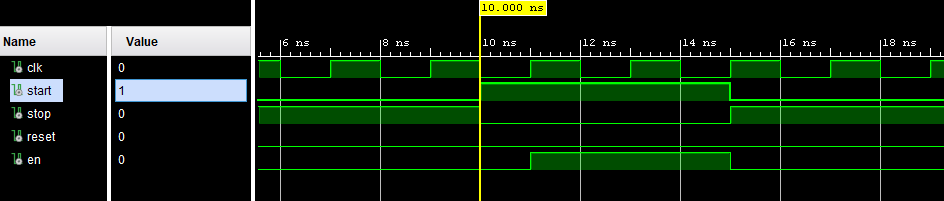 10.000 ns
Name Value
6 ns 8 ns 10 ns 12 ns 14 ns 16 ns 18 ns
clk 0
start 1
stop 0
reset 0
en 0